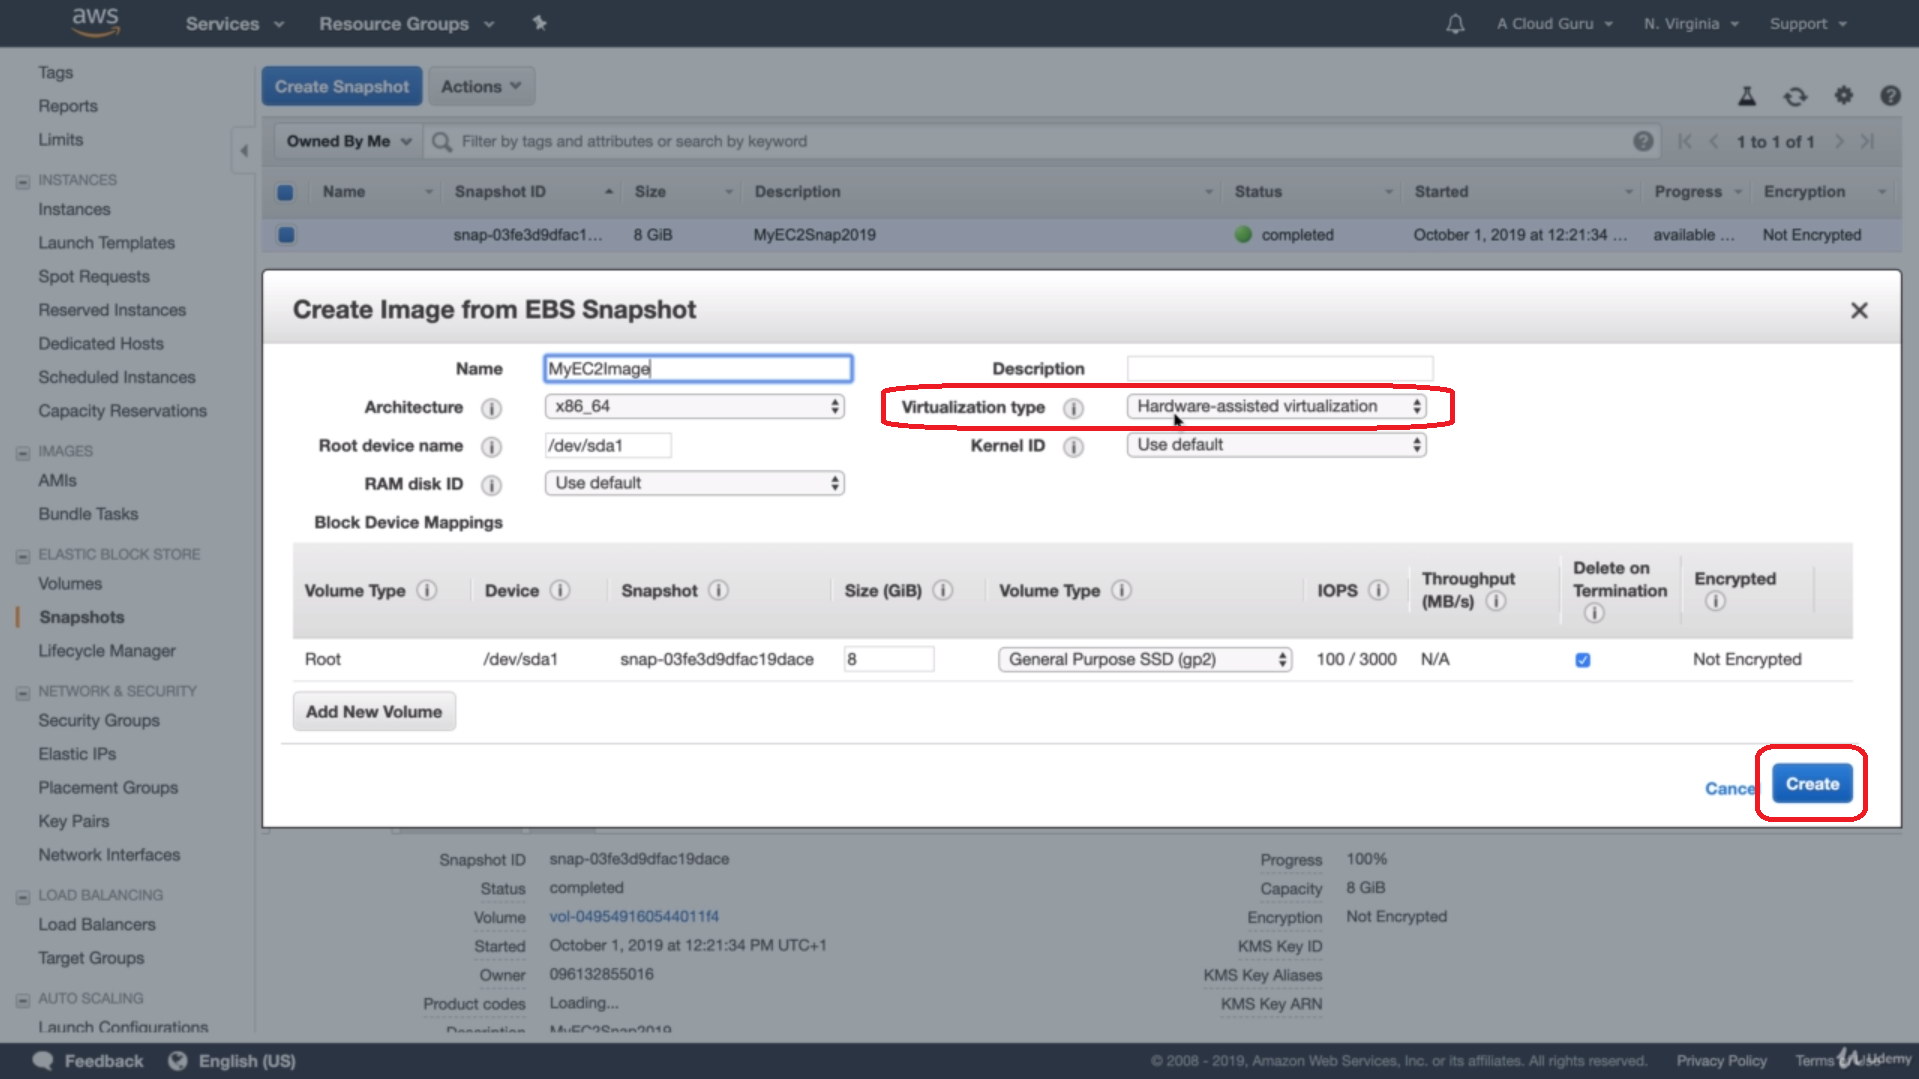 aws Services Resource Groups A Cloud Guru N. Virginia Support
Tags
Reports
Limits
INSTANCES
Instances
Launch Templates
Spot Requests
Reserved Instances
Dedicated Hosts
Scheduled Instances
Capacity Reservations
IMAGES
AMIs
Bundle Tasks
ELASTIC BLOCK STORE
Volumes
Snapshots
Lifecycle Manager
NETWORK & SECURITY
Security Groups
Elastic IPs
Placement Groups
Key Pairs
Network Interfaces
LOAD BALANCING
Load Balancers
Target Groups
AUTO SCALING
Launch Configurations
Create Snapshot Actions
Owned By Me Filter by tags and attributes or search by keyword 1 to 1 of 1
Name Snapshot ID Size Description Status Started Progress Encryption
snap-03fe3d9dfac1... 8 GiB MyEC2Snap2019 completed October 1, 2019 at 12:21:34 ... available ... Not Encrypted
Create Image from EBS Snapshot
Name MyEC2Image Description
Architecture x86_64 Virtualization type Hardware-assisted virtualization
Root device name /dev/sda1 Kernel ID Use default
RAM disk ID Use default
Block Device Mappings
Volume Type Device Snapshot Size (GiB) Volume Type IOPS Throughput (MB/s) Delete on Termination Encrypted
Root /dev/sda1 snap-03fe3d9dfac19dace 8 General Purpose SSD (gp2) 100 / 3000 N/A Not Encrypted
Add New Volume
Cance Create
Snapshot ID snap-03fe3d9dfac19dace Progress 100%
Status completed Capacity 8 GiB
Volume vol-049549160544011f4 Encryption Not Encrypted
Started October 1, 2019 at 12:21:34 PM UTC+1 KMS Key ID
Owner 096132855016 KMS Key Aliases
Product codes Loading... KMS Key ARN
Description MyEC2Snap2019
Feedback English (US) © 2008 - 2019, Amazon Web Services, Inc. or its affiliates. All rights reserved. Privacy Policy Terms Udemy